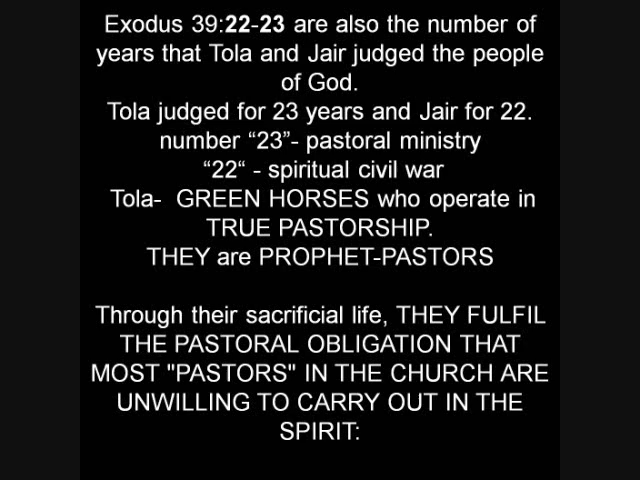 Exodus 39:22-23 are also the number of
years that Tola and Jair judged the people
of God.
Tola judged for 23 years and Jair for 22.
number “23”- pastoral ministry
“22“ - spiritual civil war
Tola-  GREEN HORSES who operate in
TRUE PASTORSHIP.
THEY are PROPHET-PASTORS
Through their sacrificial life, THEY FULFIL
THE PASTORAL OBLIGATION THAT
MOST "PASTORS" IN THE CHURCH ARE
UNWILLING TO CARRY OUT IN THE
SPIRIT: